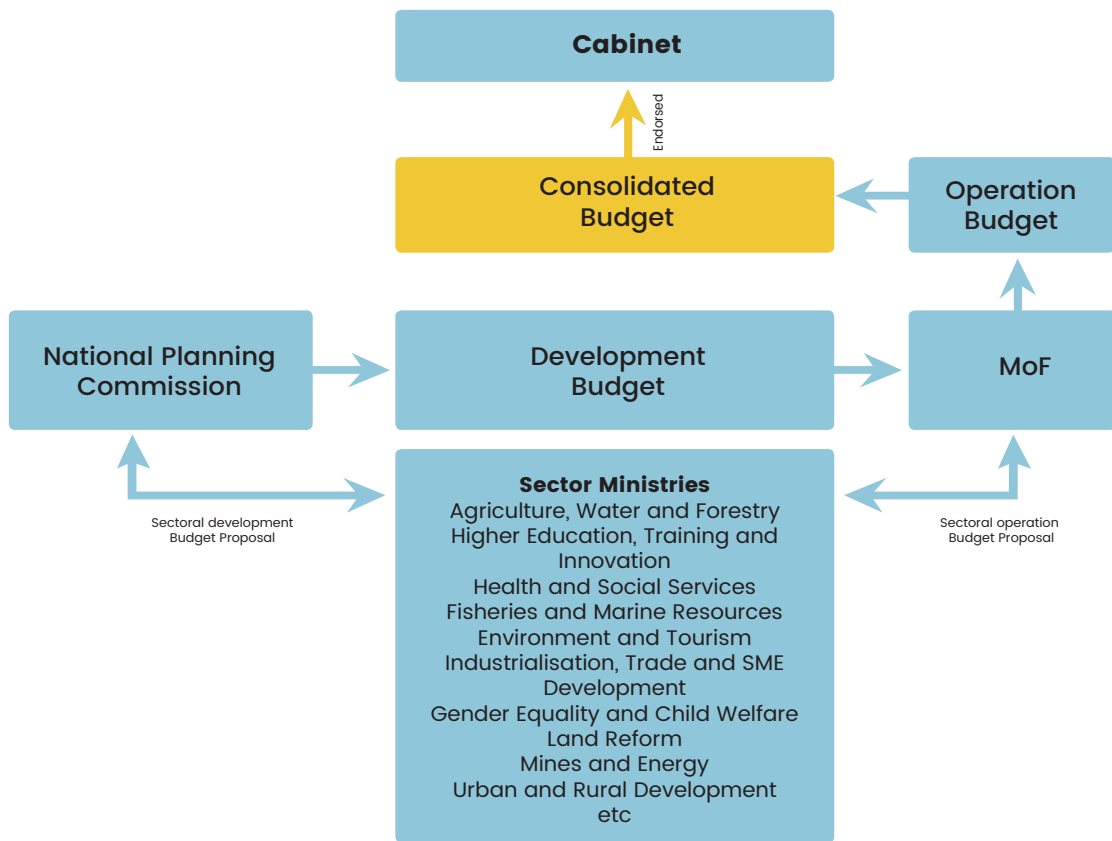 Cabinet
Endorsed
Consolidated
Budget
Operation
Budget
National Planning
Commission
Development
Budget
MoF
Sectoral development
Budget Proposal
Sector Ministries
Agriculture, Water and Forestry
Higher Education, Training and
Innovation
Health and Social Services
Fisheries and Marine Resources
Environment and Tourism
Industrialisation, Trade and SME
Development
Gender Equality and Child Welfare
Land Reform
Mines and Energy
Urban and Rural Development
etc
Sectoral operation
Budget Proposal